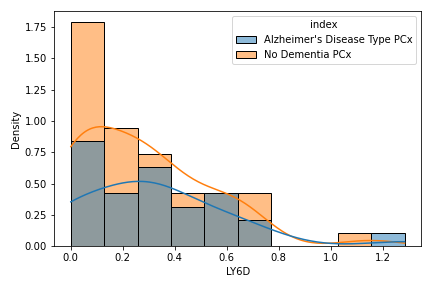 index
Alzheimer's Disease Type PCx
No Dementia PCx
1.75
1.50
1.25
1.00
0.75
0.50
0.25
0.00
Density
0.0 0.2 0.4 0.6 0.8 1.0 1.2
LY6D